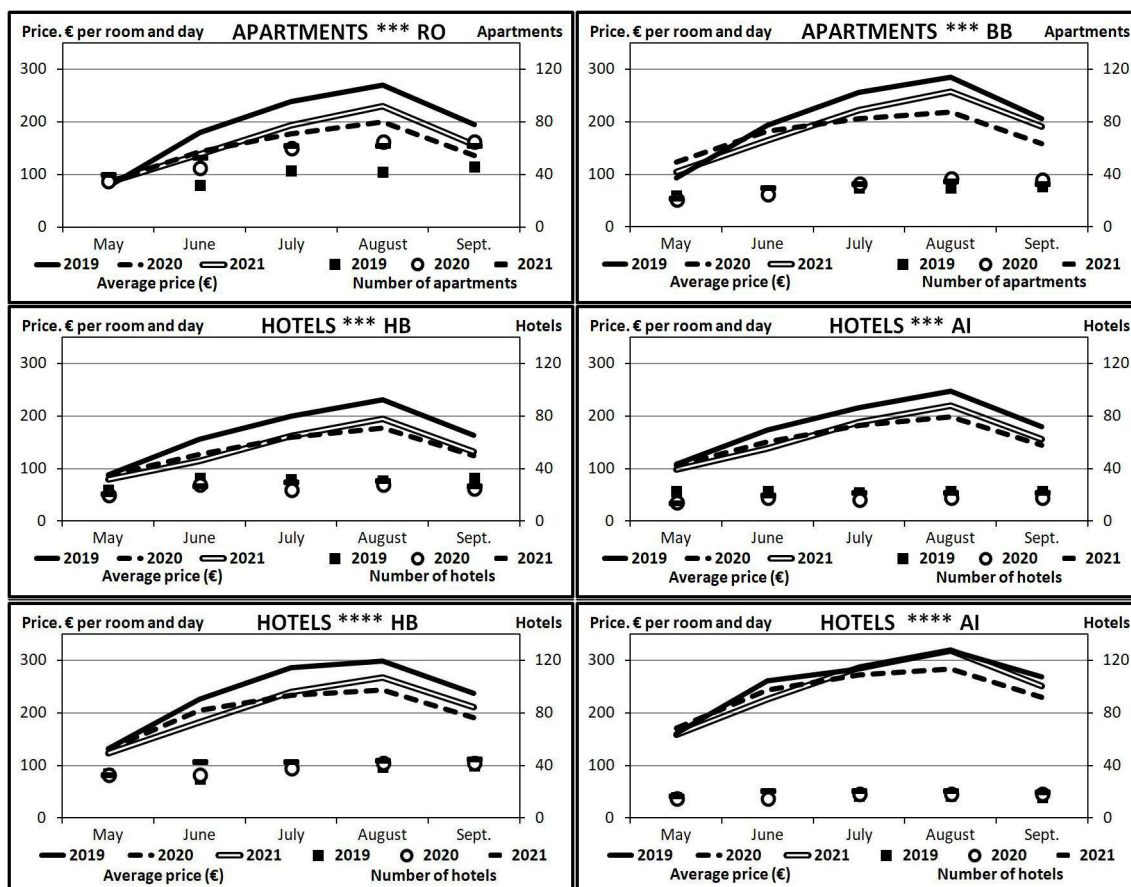 Price. € per room and day APARTMENTS *** RO Apartments
300 120
200 80
100 40
0 0
May June July August Sept.
2019 2020 2021 2019 2020 2021
Average price (€) Number of apartments
Price. € per room and day APARTMENTS *** BB Apartments
300 120
200 80
100 40
0 0
May June July August Sept.
2019 2020 2021 2019 2020 2021
Average price (€) Number of apartments
Price. € per room and day HOTELS *** HB Hotels
300 120
200 80
100 40
0 0
May June July August Sept.
2019 2020 2021 2019 2020 2021
Average price (€) Number of hotels
Price. € per room and day HOTELS *** AI Hotels
300 120
200 80
100 40
0 0
May June July August Sept.
2019 2020 2021 2019 2020 2021
Average price (€) Number of hotels
Price. € per room and day HOTELS **** HB Hotels
300 120
200 80
100 40
0 0
May June July August Sept.
2019 2020 2021 2019 2020 2021
Average price (€) Number of hotels
Price. € per room and day HOTELS **** AI Hotels
300 120
200 80
100 40
0 0
May June July August Sept.
2019 2020 2021 2019 2020 2021
Average price (€) Number of hotels